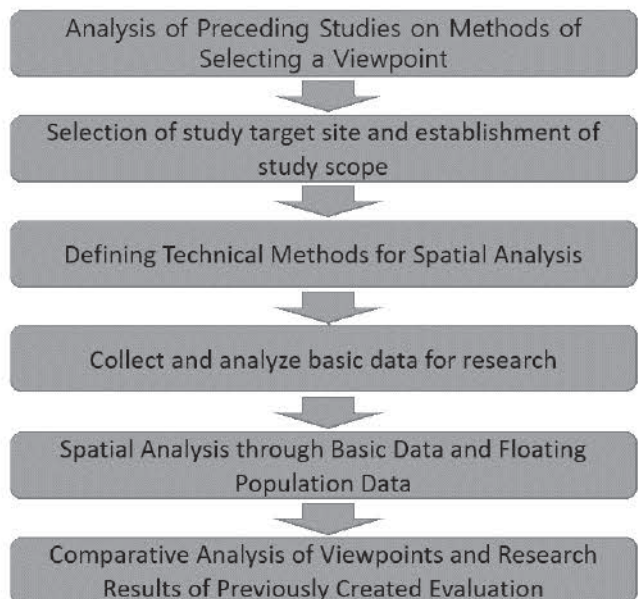 Analysis of Preceding Studies on Methods of
Selecting a Viewpoint
Selection of study target site and establishment of
study scope
Defining Technical Methods for Spatial Analysis
Collect and analyze basic data for research
Spatial Analysis through Basic Data and Floating
Population Data
Comparative Analysis of Viewpoints and Research
Results of Previously Created Evaluation